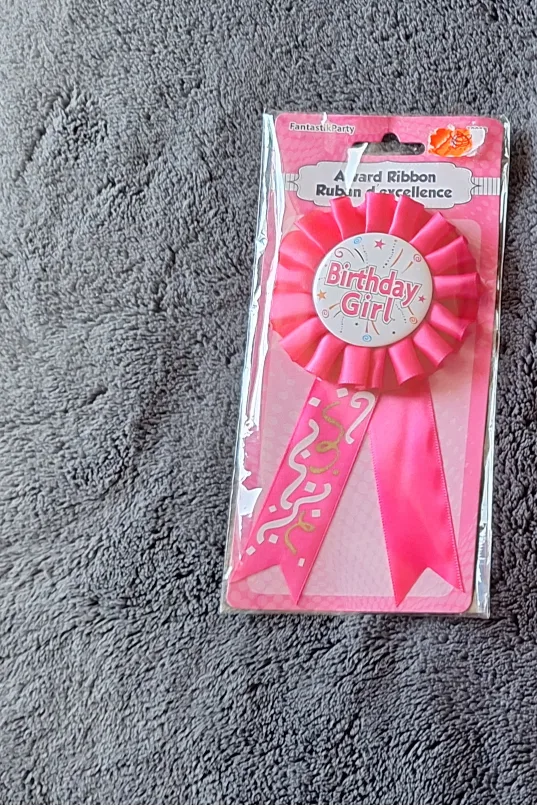 FantastikParty
Award Ribbon
Ruban d'excellence
Birthday
Girl